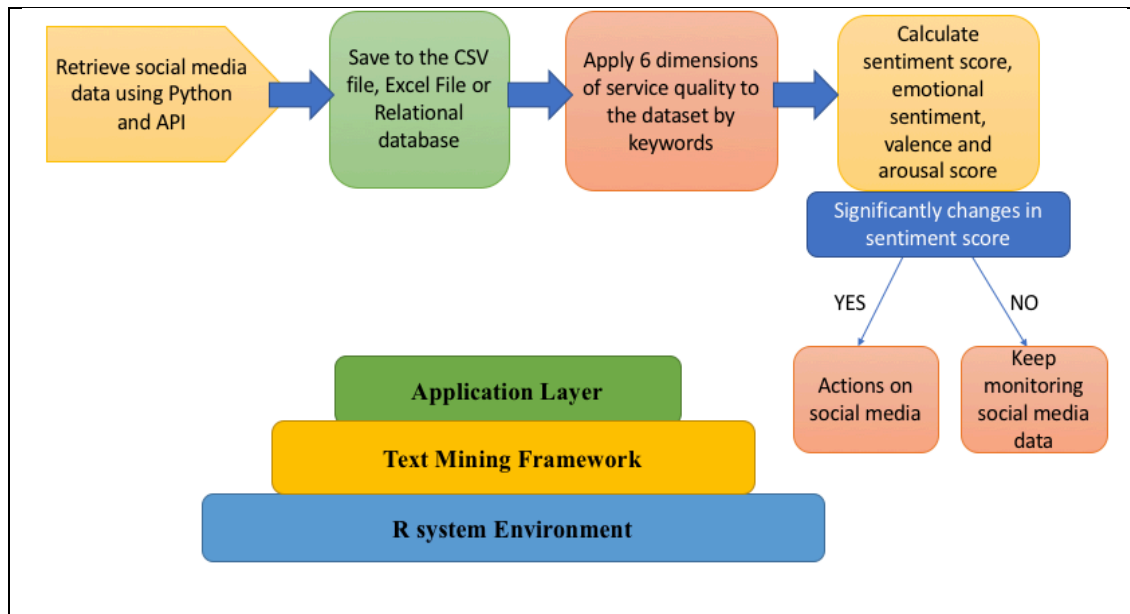 Retrieve social media
data using Python
and API
Save to the CSV
file, Excel File or
Relational
database
Apply 6 dimensions
of service quality to
the dataset by
keywords
Calculate
sentiment score,
emotional
sentiment,
valence and
arousal score
Significantly changes in
sentiment score
YES
NO
Actions on
social media
Keep
monitoring
social media
data
Application Layer
Text Mining Framework
R system Environment